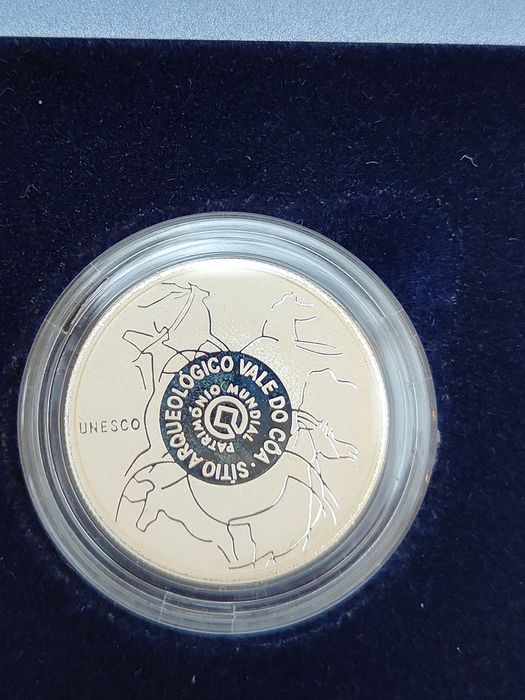 UNESCO
SÍTIO ARQUEOLÓGICO VALE DO CÔA ·
PATRIMÓNIO MUNDIAL